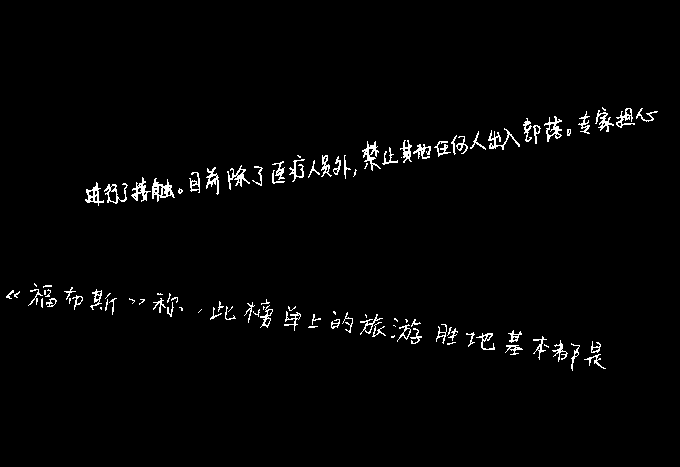 进行了接触。目前除了医疗人员外，禁止其他任何人出入部落。专家担心
《福布斯》称，此榜单上的旅游胜地基本都是